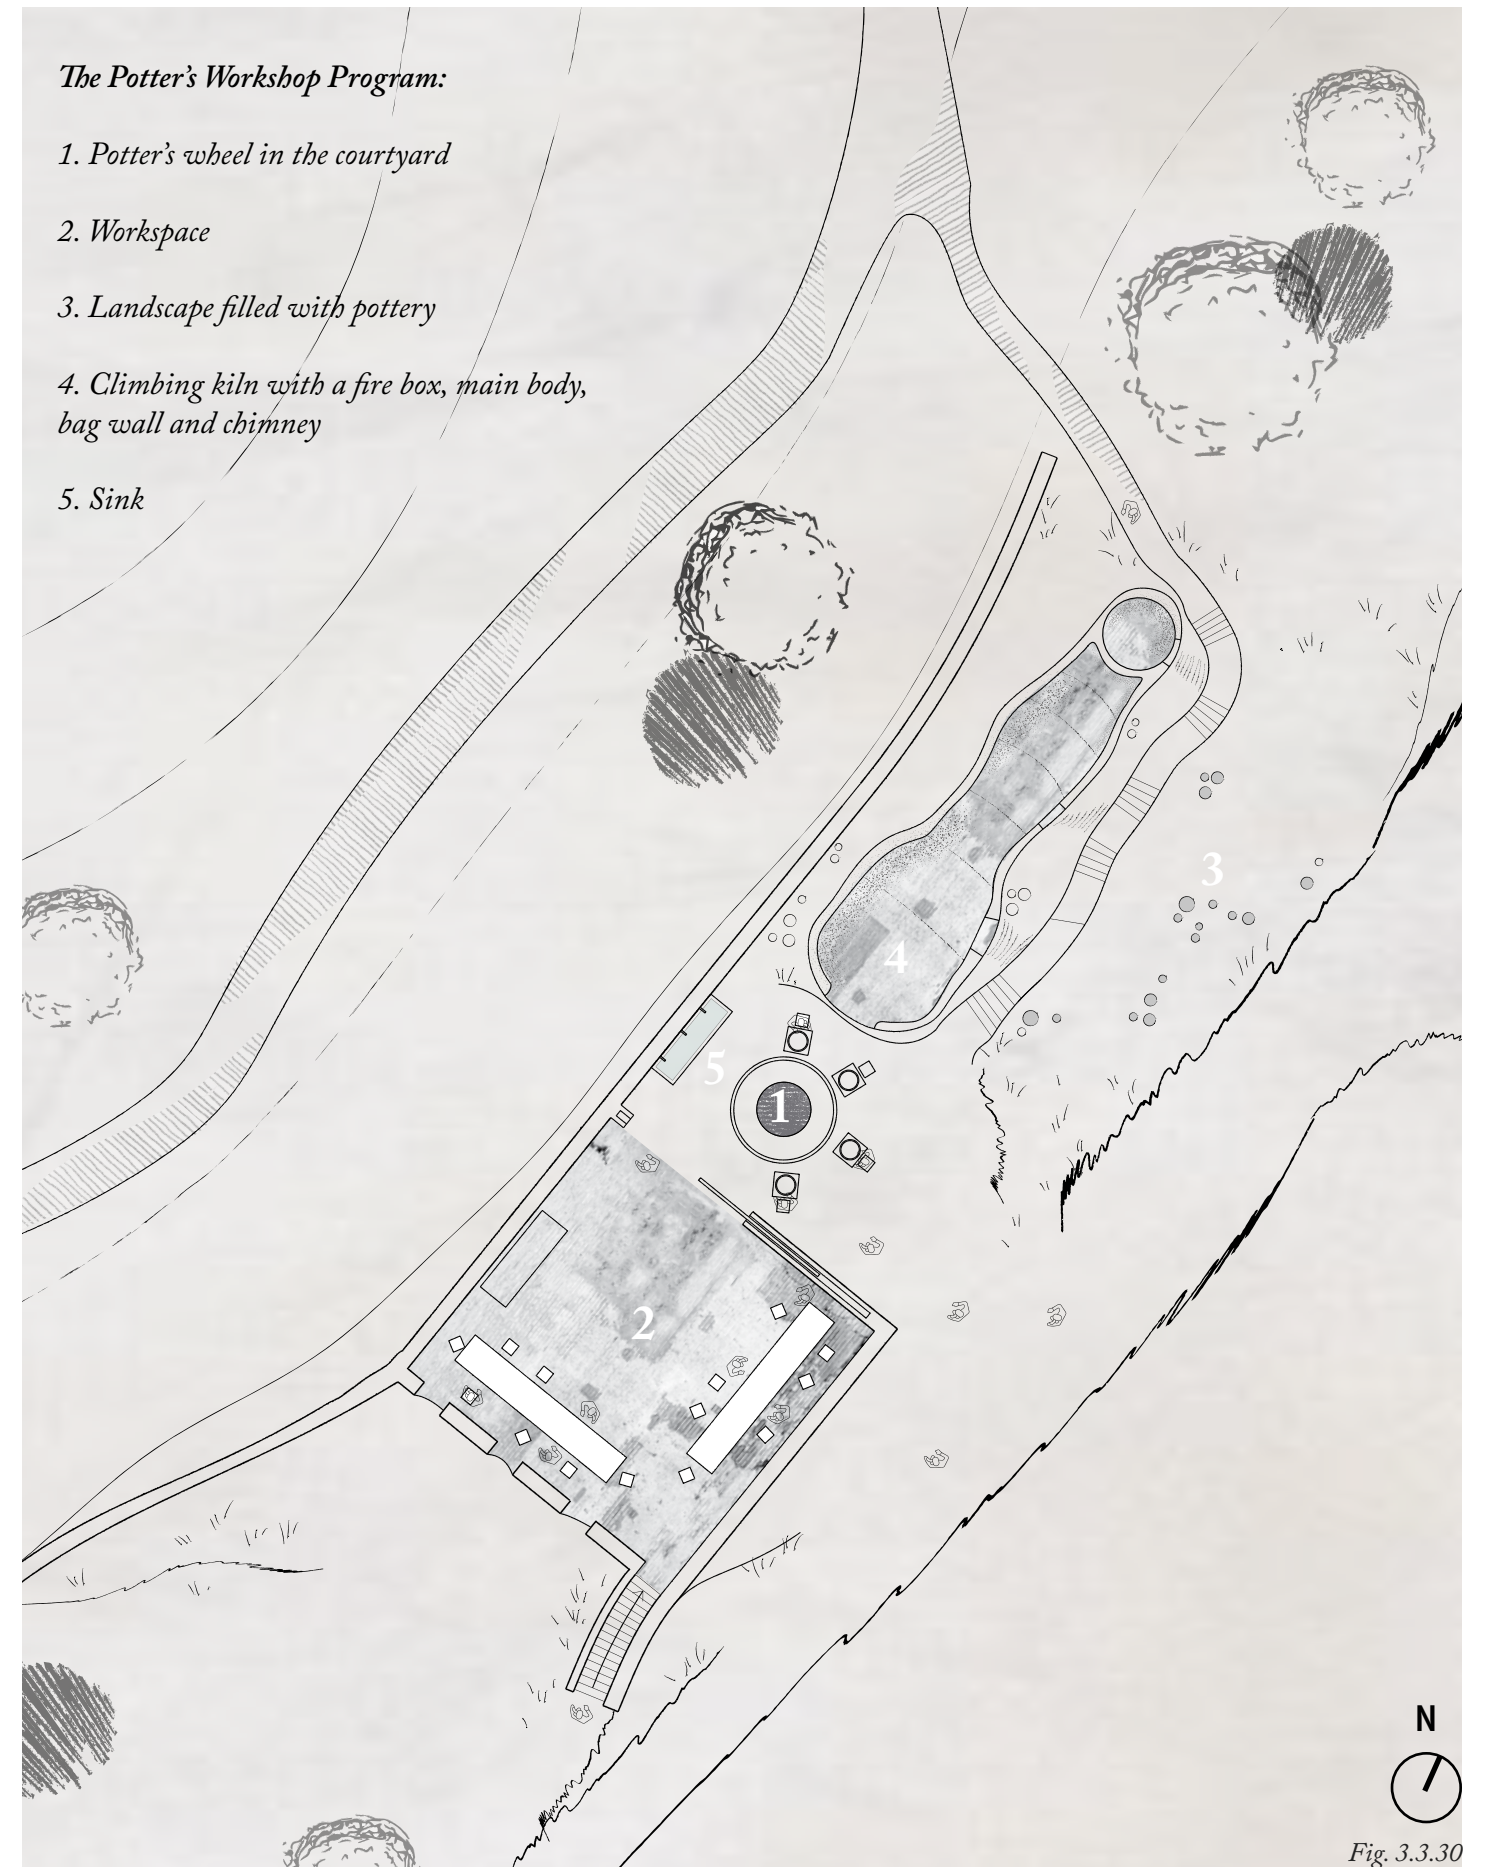 The Potter's Workshop Program:
1. Potter's wheel in the courtyard
2. Workspace
3. Landscape filled with pottery
4. Climbing kiln with a fire box, main body,
bag wall and chimney
5. Sink
3
4
5
1
2
N
Fig. 3.3.30